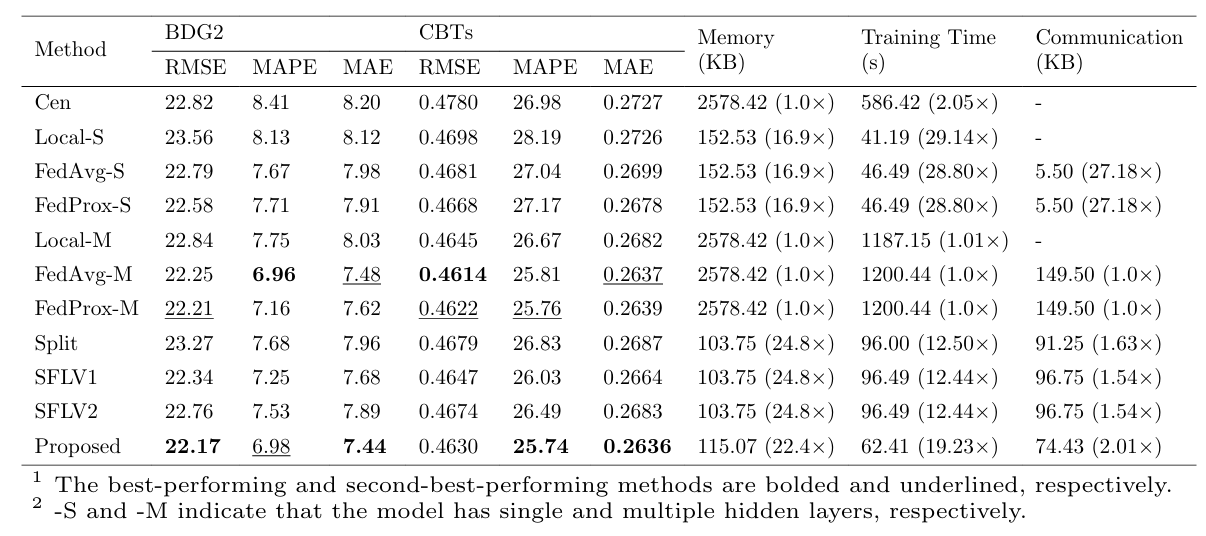 Method BDG2 CBTs Memory (KB) Training Time (s) Communication (KB)
RMSE MAPE MAE RMSE MAPE MAE
Cen 22.82 8.41 8.20 0.4780 26.98 0.2727 2578.42 (1.0×) 586.42 (2.05×) -
Local-S 23.56 8.13 8.12 0.4698 28.19 0.2726 152.53 (16.9×) 41.19 (29.14×) -
FedAvg-S 22.79 7.67 7.98 0.4681 27.04 0.2699 152.53 (16.9×) 46.49 (28.80×) 5.50 (27.18×)
FedProx-S 22.58 7.71 7.91 0.4668 27.17 0.2678 152.53 (16.9×) 46.49 (28.80×) 5.50 (27.18×)
Local-M 22.84 7.75 8.03 0.4645 26.67 0.2682 2578.42 (1.0×) 1187.15 (1.01×) -
FedAvg-M 22.25 6.96 7.48 0.4614 25.81 0.2637 2578.42 (1.0×) 1200.44 (1.0×) 149.50 (1.0×)
FedProx-M 22.21 7.16 7.62 0.4622 25.76 0.2639 2578.42 (1.0×) 1200.44 (1.0×) 149.50 (1.0×)
Split 23.27 7.68 7.96 0.4679 26.83 0.2687 103.75 (24.8×) 96.00 (12.50×) 91.25 (1.63×)
SFLV1 22.34 7.25 7.68 0.4647 26.03 0.2664 103.75 (24.8×) 96.49 (12.44×) 96.75 (1.54×)
SFLV2 22.76 7.53 7.89 0.4674 26.49 0.2683 103.75 (24.8×) 96.49 (12.44×) 96.75 (1.54×)
Proposed 22.17 6.98 7.44 0.4630 25.74 0.2636 115.07 (22.4×) 62.41 (19.23×) 74.43 (2.01×)
1 The best-performing and second-best-performing methods are bolded and underlined, respectively.
2 -S and -M indicate that the model has single and multiple hidden layers, respectively.